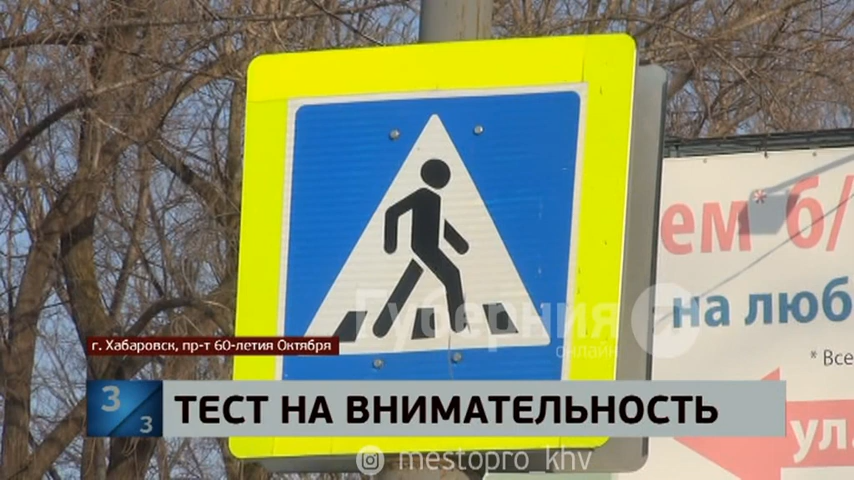 ем б/
на люб
* Все
ул.
Губерния
онлайн
г. Хабаровск, пр-т 60-летия Октября
3
3
ТЕСТ НА ВНИМАТЕЛЬНОСТЬ
mestopro_khv